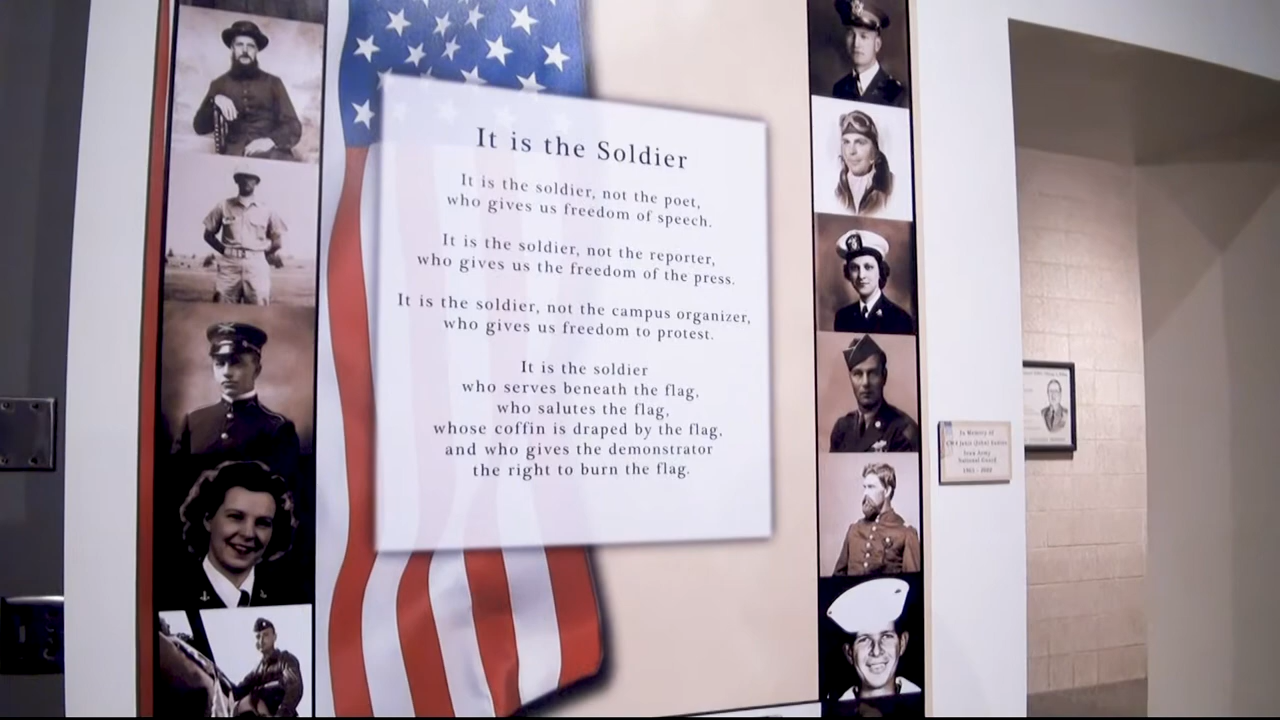 It is the Soldier
It is the soldier, not the poet,
who gives us freedom of speech.
It is the soldier, not the reporter,
who gives us the freedom of the press.
It is the soldier, not the campus organizer,
who gives us freedom to protest.
It is the soldier
who serves beneath the flag,
who salutes the flag,
whose coffin is draped by the flag,
and who gives the demonstrator
the right to burn the flag.
In Memory of
Iowa Army
National Guard